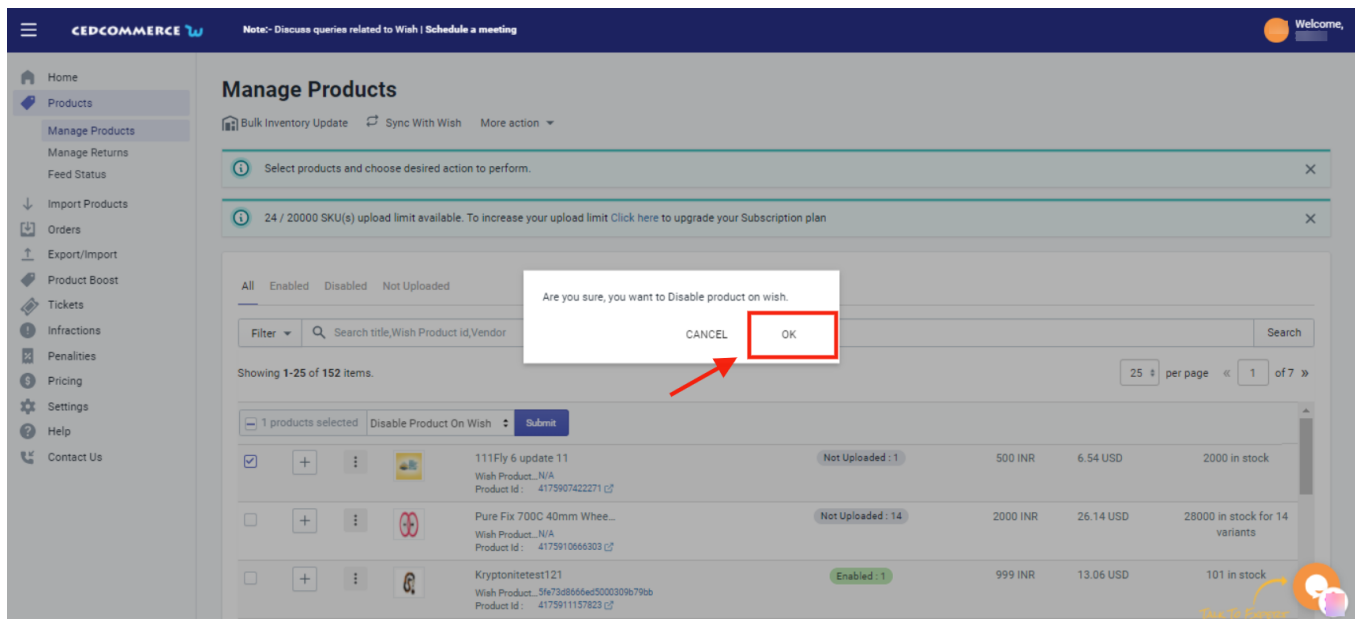 CEDCOMMERCE
Note:- Discuss queries related to Wish | Schedule a meeting
Welcome,
Home
Products
Manage Products
Manage Returns
Feed Status
Import Products
Orders
Export/Import
Product Boost
Tickets
Infractions
Penalities
Pricing
Settings
Help
Contact Us
Manage Products
Bulk Inventory Update Sync With Wish More action
Select products and choose desired action to perform.
24 / 20000 SKU(s) upload limit available. To increase your upload limit Click here to upgrade your Subscription plan
All Enabled Disabled Not Uploaded
Are you sure, you want to Disable product on wish.
CANCEL OK
Filter Search title,Wish Product id,Vendor Search
Showing 1-25 of 152 items.
25 per page « 1 of 7 »
1 products selected Disable Product On Wish Submit
111Fly 6 update 11 Not Uploaded : 1 500 INR 6.54 USD 2000 in stock
Wish Product...N/A
Product Id : 4175907422271
Pure Fix 700C 40mm Whee... Not Uploaded : 14 2000 INR 26.14 USD 28000 in stock for 14
variants
Wish Product...N/A
Product Id : 4175910666303
Kryptonitetest121 Enabled : 1 999 INR 13.06 USD 101 in stock
Wish Product...5fe73d8666ed5000309b79bb
Product Id : 4175911157823